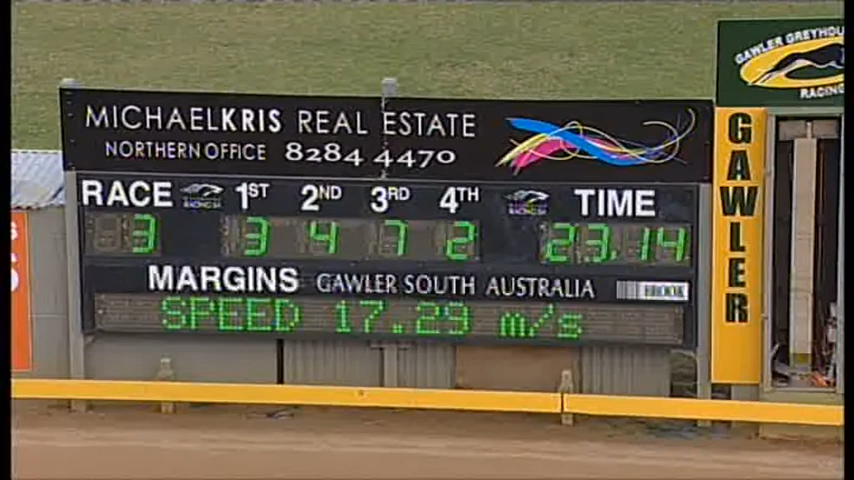 GAWLER GREYHOU
RACING
MICHAELKRIS REAL ESTATE
NORTHERN OFFICE 8284 4470
RACE 1ST 2ND 3RD 4TH TIME
3 3 4 7 2 23.14
MARGINS GAWLER SOUTH AUSTRALIA
SPEED 17.29 m/s
GAWLER